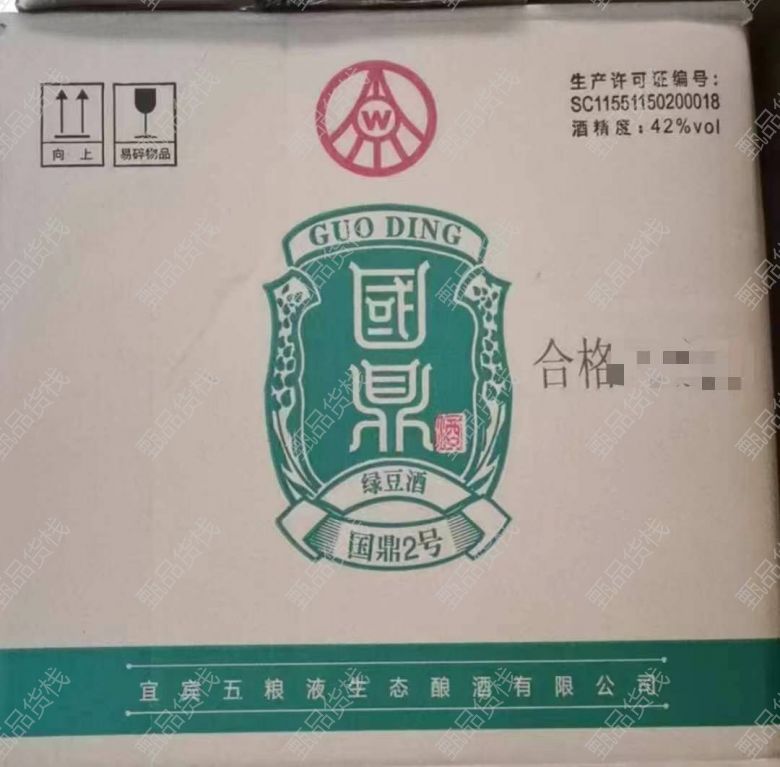 生产许可证编号:
SC11551150200018
酒精度:42%vol
向 上
易碎物品
W
GUO DING
國鼎
酒
合格
绿豆酒
国鼎2号
宜宾五粮液生态酿酒有限公司
甄品货栈